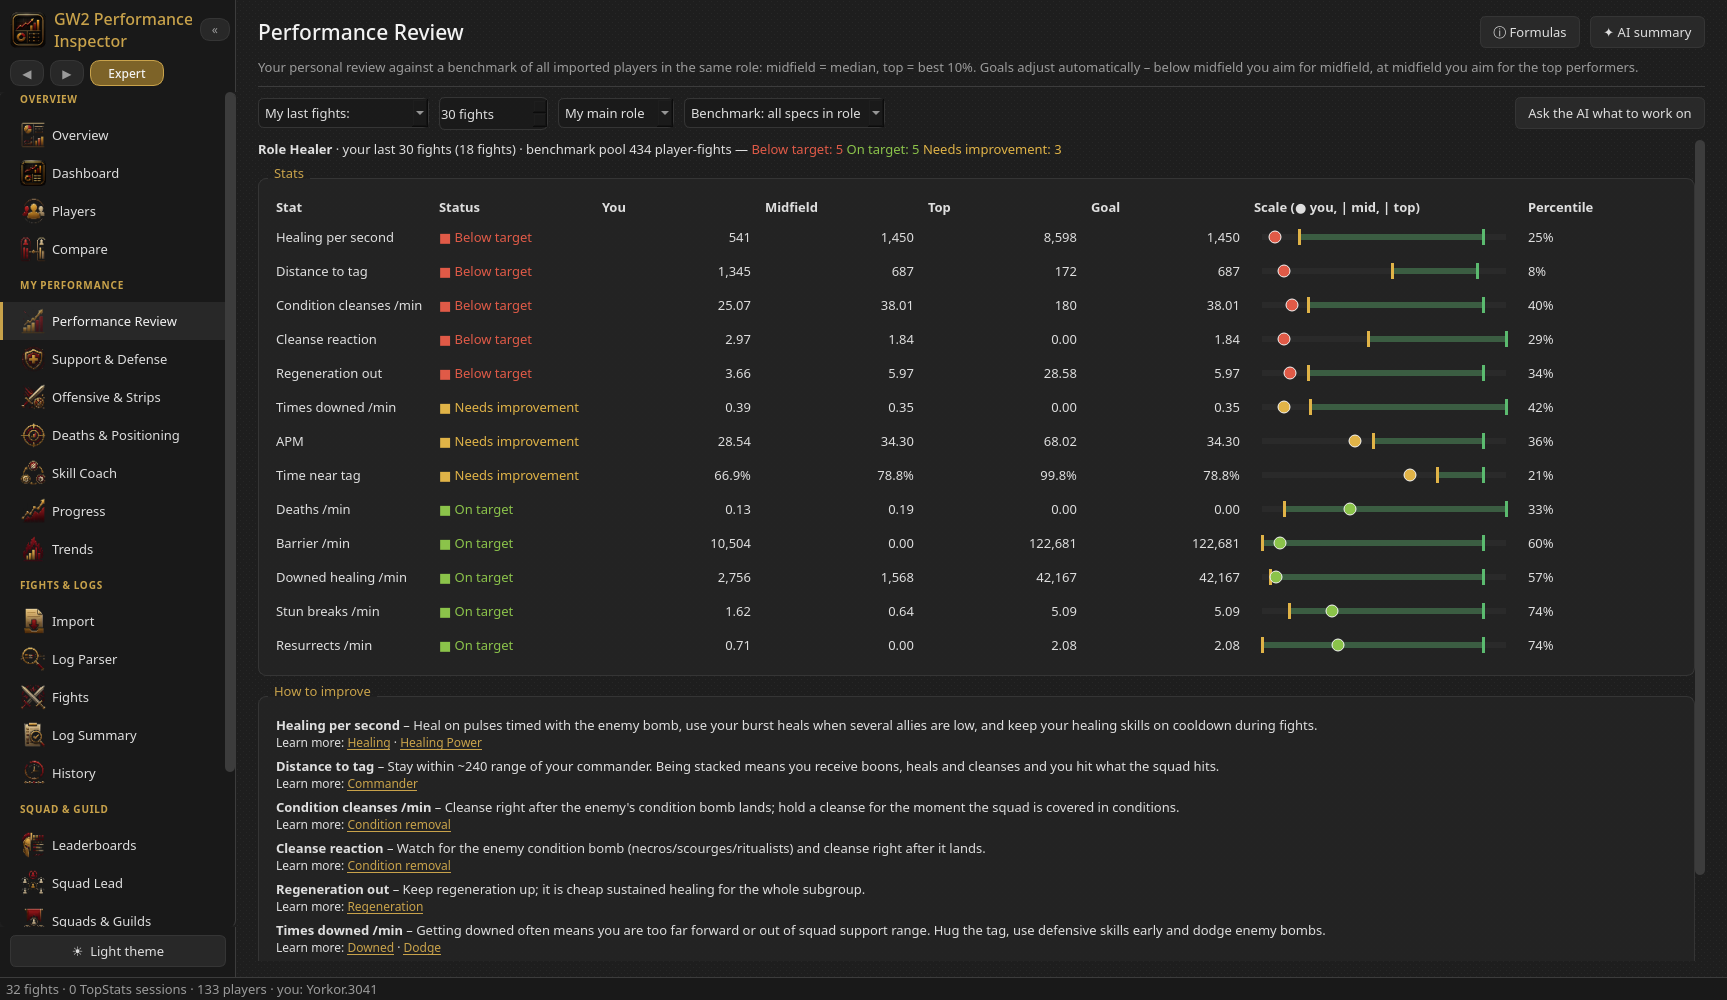 GW2 Performance
Inspector
«
◀ ▶ Expert
OVERVIEW
Overview
Dashboard
Players
Compare
MY PERFORMANCE
Performance Review
Support & Defense
Offensive & Strips
Deaths & Positioning
Skill Coach
Progress
Trends
FIGHTS & LOGS
Import
Log Parser
Fights
Log Summary
History
SQUAD & GUILD
Leaderboards
Squad Lead
Squads & Guilds
☀ Light theme
Performance Review
ⓘ Formulas
✦ AI summary
Your personal review against a benchmark of all imported players in the same role: midfield = median, top = best 10%. Goals adjust automatically – below midfield you aim for midfield, at midfield you aim for the top performers.
My last fights: 30 fights My main role Benchmark: all specs in role Ask the AI what to work on
Role Healer · your last 30 fights (18 fights) · benchmark pool 434 player-fights — Below target: 5 On target: 5 Needs improvement: 3
Stats
Stat Status You Midfield Top Goal Scale (● you, | mid, | top) Percentile
Healing per second ■ Below target 541 1,450 8,598 1,450 25%
Distance to tag ■ Below target 1,345 687 172 687 8%
Condition cleanses /min ■ Below target 25.07 38.01 180 38.01 40%
Cleanse reaction ■ Below target 2.97 1.84 0.00 1.84 29%
Regeneration out ■ Below target 3.66 5.97 28.58 5.97 34%
Times downed /min ■ Needs improvement 0.39 0.35 0.00 0.35 42%
APM ■ Needs improvement 28.54 34.30 68.02 34.30 36%
Time near tag ■ Needs improvement 66.9% 78.8% 99.8% 78.8% 21%
Deaths /min ■ On target 0.13 0.19 0.00 0.00 33%
Barrier /min ■ On target 10,504 0.00 122,681 122,681 60%
Downed healing /min ■ On target 2,756 1,568 42,167 42,167 57%
Stun breaks /min ■ On target 1.62 0.64 5.09 5.09 74%
Resurrects /min ■ On target 0.71 0.00 2.08 2.08 74%
How to improve
Healing per second – Heal on pulses timed with the enemy bomb, use your burst heals when several allies are low, and keep your healing skills on cooldown during fights.
Learn more: Healing · Healing Power
Distance to tag – Stay within ~240 range of your commander. Being stacked means you receive boons, heals and cleanses and you hit what the squad hits.
Learn more: Commander
Condition cleanses /min – Cleanse right after the enemy's condition bomb lands; hold a cleanse for the moment the squad is covered in conditions.
Learn more: Condition removal
Cleanse reaction – Watch for the enemy condition bomb (necros/scourges/ritualists) and cleanse right after it lands.
Learn more: Condition removal
Regeneration out – Keep regeneration up; it is cheap sustained healing for the whole subgroup.
Learn more: Regeneration
Times downed /min – Getting downed often means you are too far forward or out of squad support range. Hug the tag, use defensive skills early and dodge enemy bombs.
Learn more: Downed · Dodge
32 fights · 0 TopStats sessions · 133 players · you: Yorkor.3041